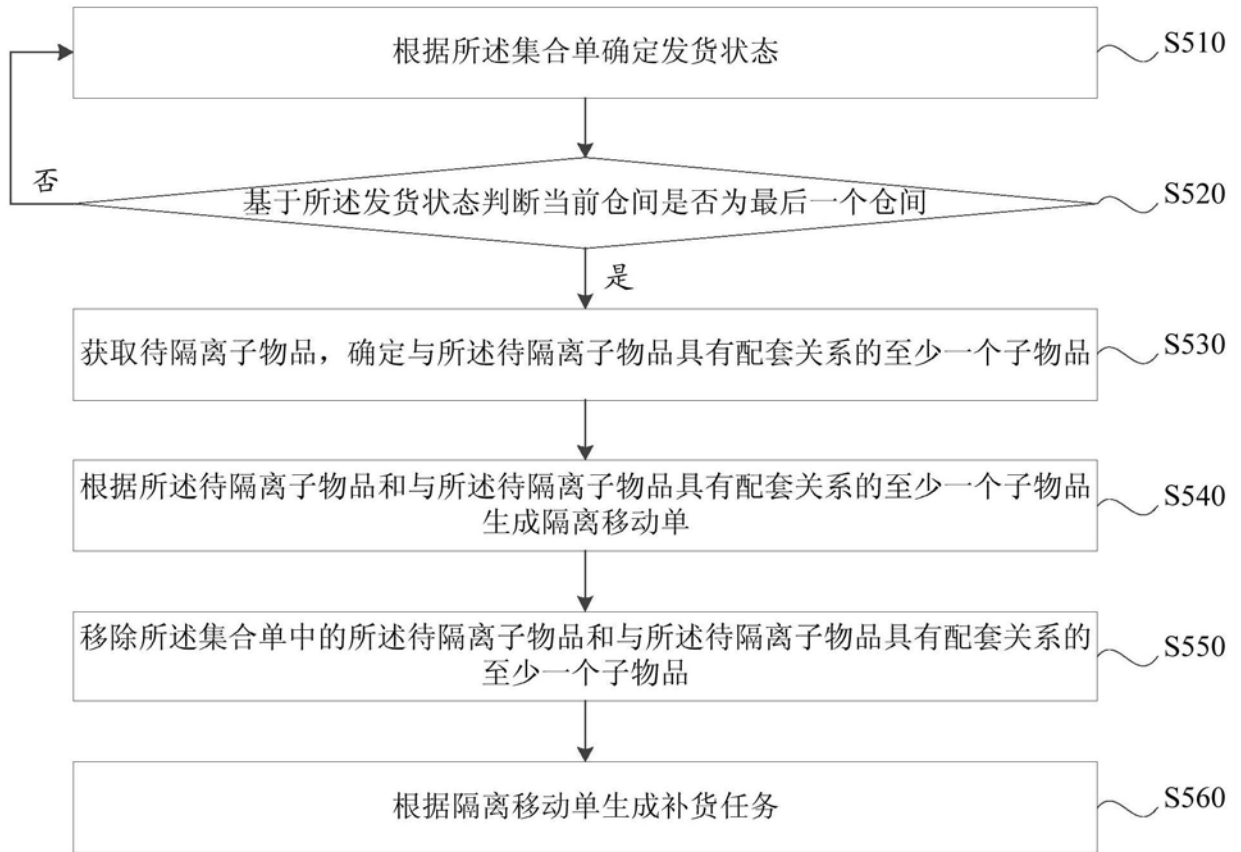 根据所述集合单确定发货状态
S510
否
基于所述发货状态判断当前仓间是否为最后一个仓间
S520
是
获取待隔离子物品，确定与所述待隔离子物品具有配套关系的至少一个子物品
S530
根据所述待隔离子物品和与所述待隔离子物品具有配套关系的至少一个子物品
生成隔离移动单
S540
移除所述集合单中的所述待隔离子物品和与所述待隔离子物品具有配套关系的
至少一个子物品
S550
根据隔离移动单生成补货任务
S560